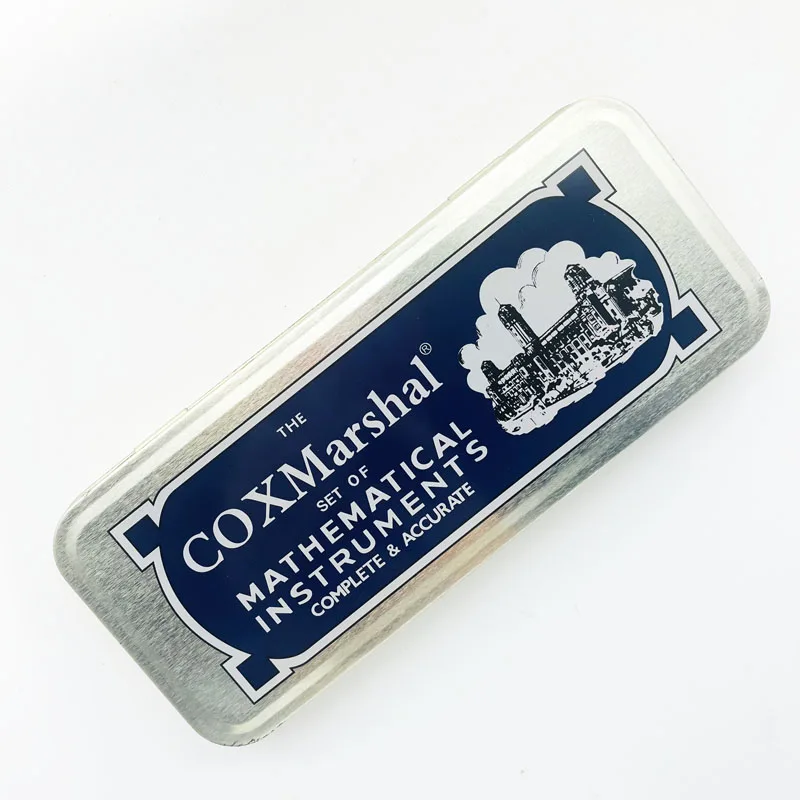 THE
COXMarshal®
SET OF
MATHEMATICAL
INSTRUMENTS
COMPLETE & ACCURATE